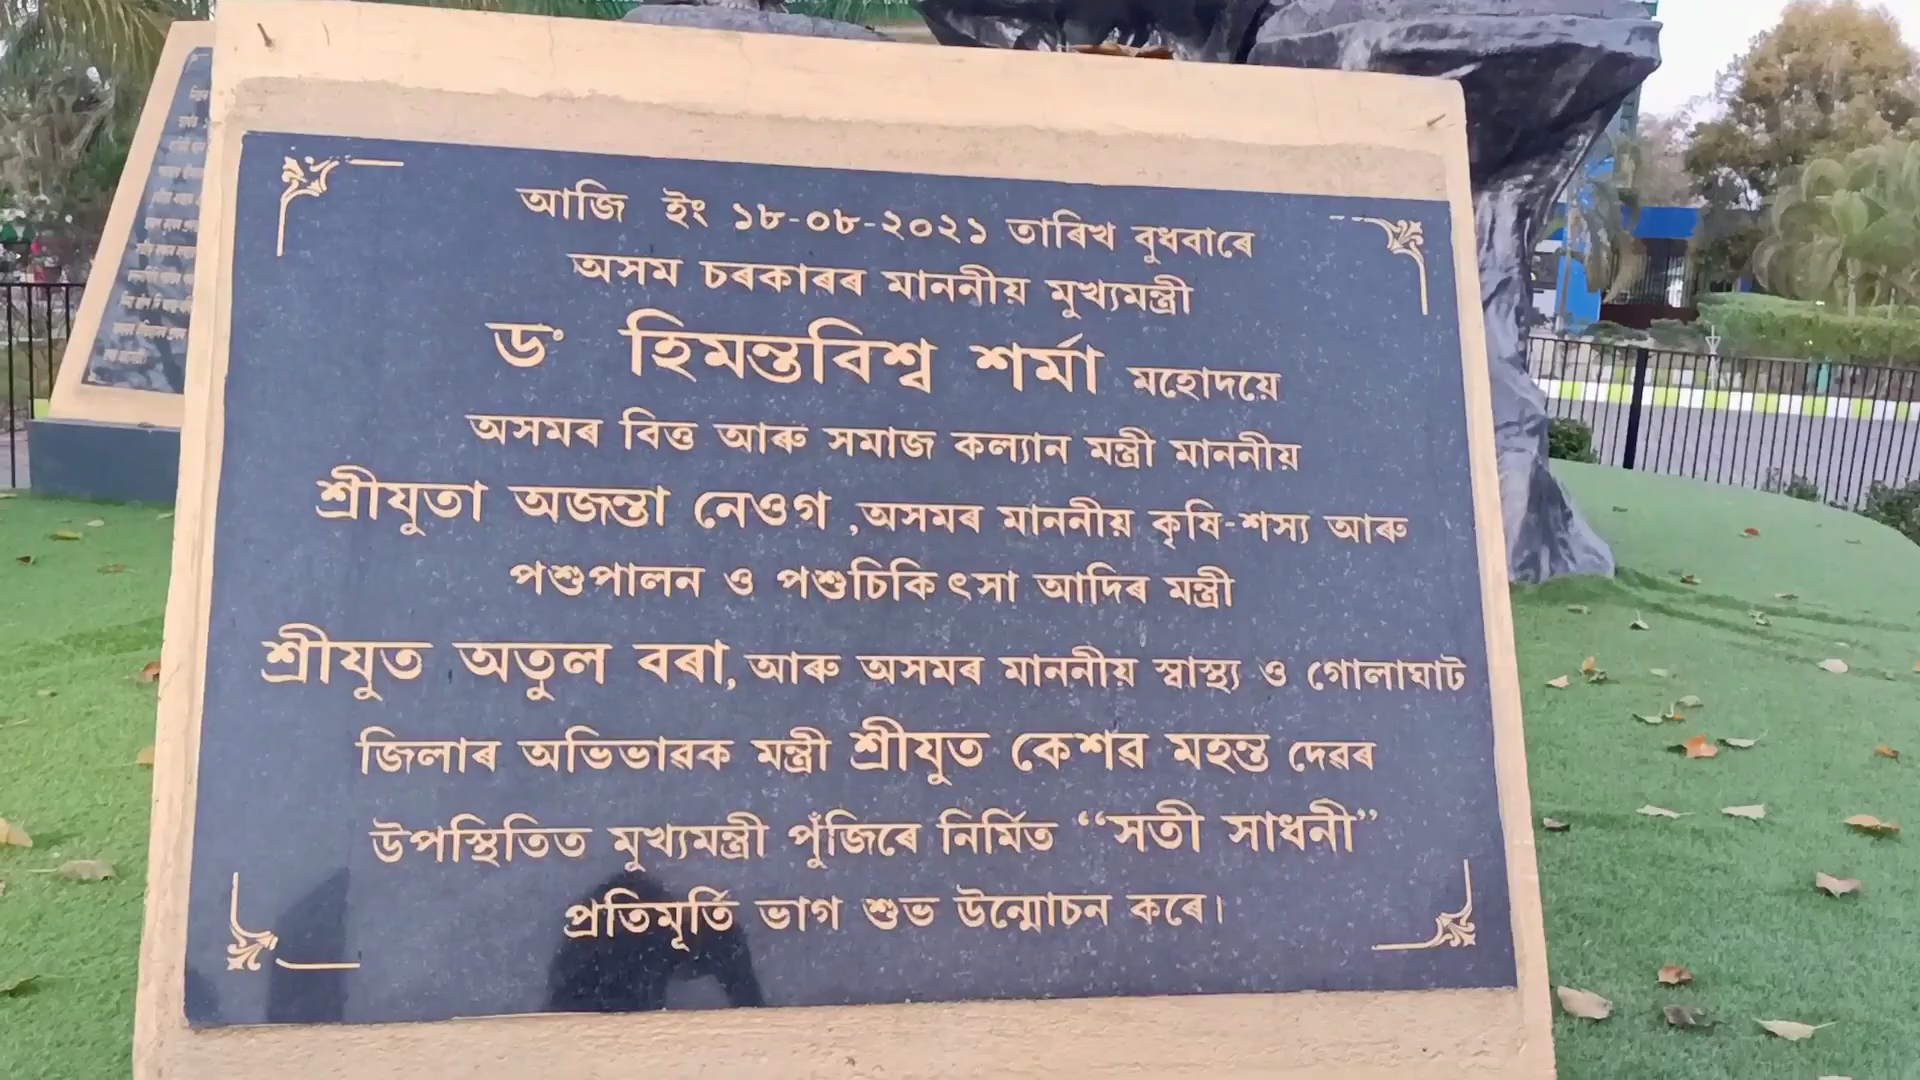 আজি ইং ১৮-০৮-২০২১ তাৰিখ বুধবাৰে
অসম চৰকাৰৰ মাননীয় মুখ্যমন্ত্ৰী
ড° হিমন্তবিশ্ব শৰ্মা মহোদয়ে
অসমৰ বিত্ত আৰু সমাজ কল্যান মন্ত্ৰী মাননীয়
শ্ৰীযুতা অজন্তা নেওগ ,অসমৰ মাননীয় কৃষি-শস্য আৰু
পশুপালন ও পশুচিকিৎসা আদিৰ মন্ত্ৰী
শ্ৰীযুত অতুল বৰা, আৰু অসমৰ মাননীয় স্বাস্থ্য ও গোলাঘাট
জিলাৰ অভিভাৱক মন্ত্ৰী শ্ৰীযুত কেশৱ মহন্ত দেৱৰ
উপস্থিতিত মুখ্যমন্ত্ৰী পুঁজিৰে নিৰ্মিত “সতী সাধনী”
প্ৰতিমূৰ্তি ভাগ শুভ উন্মোচন কৰে।